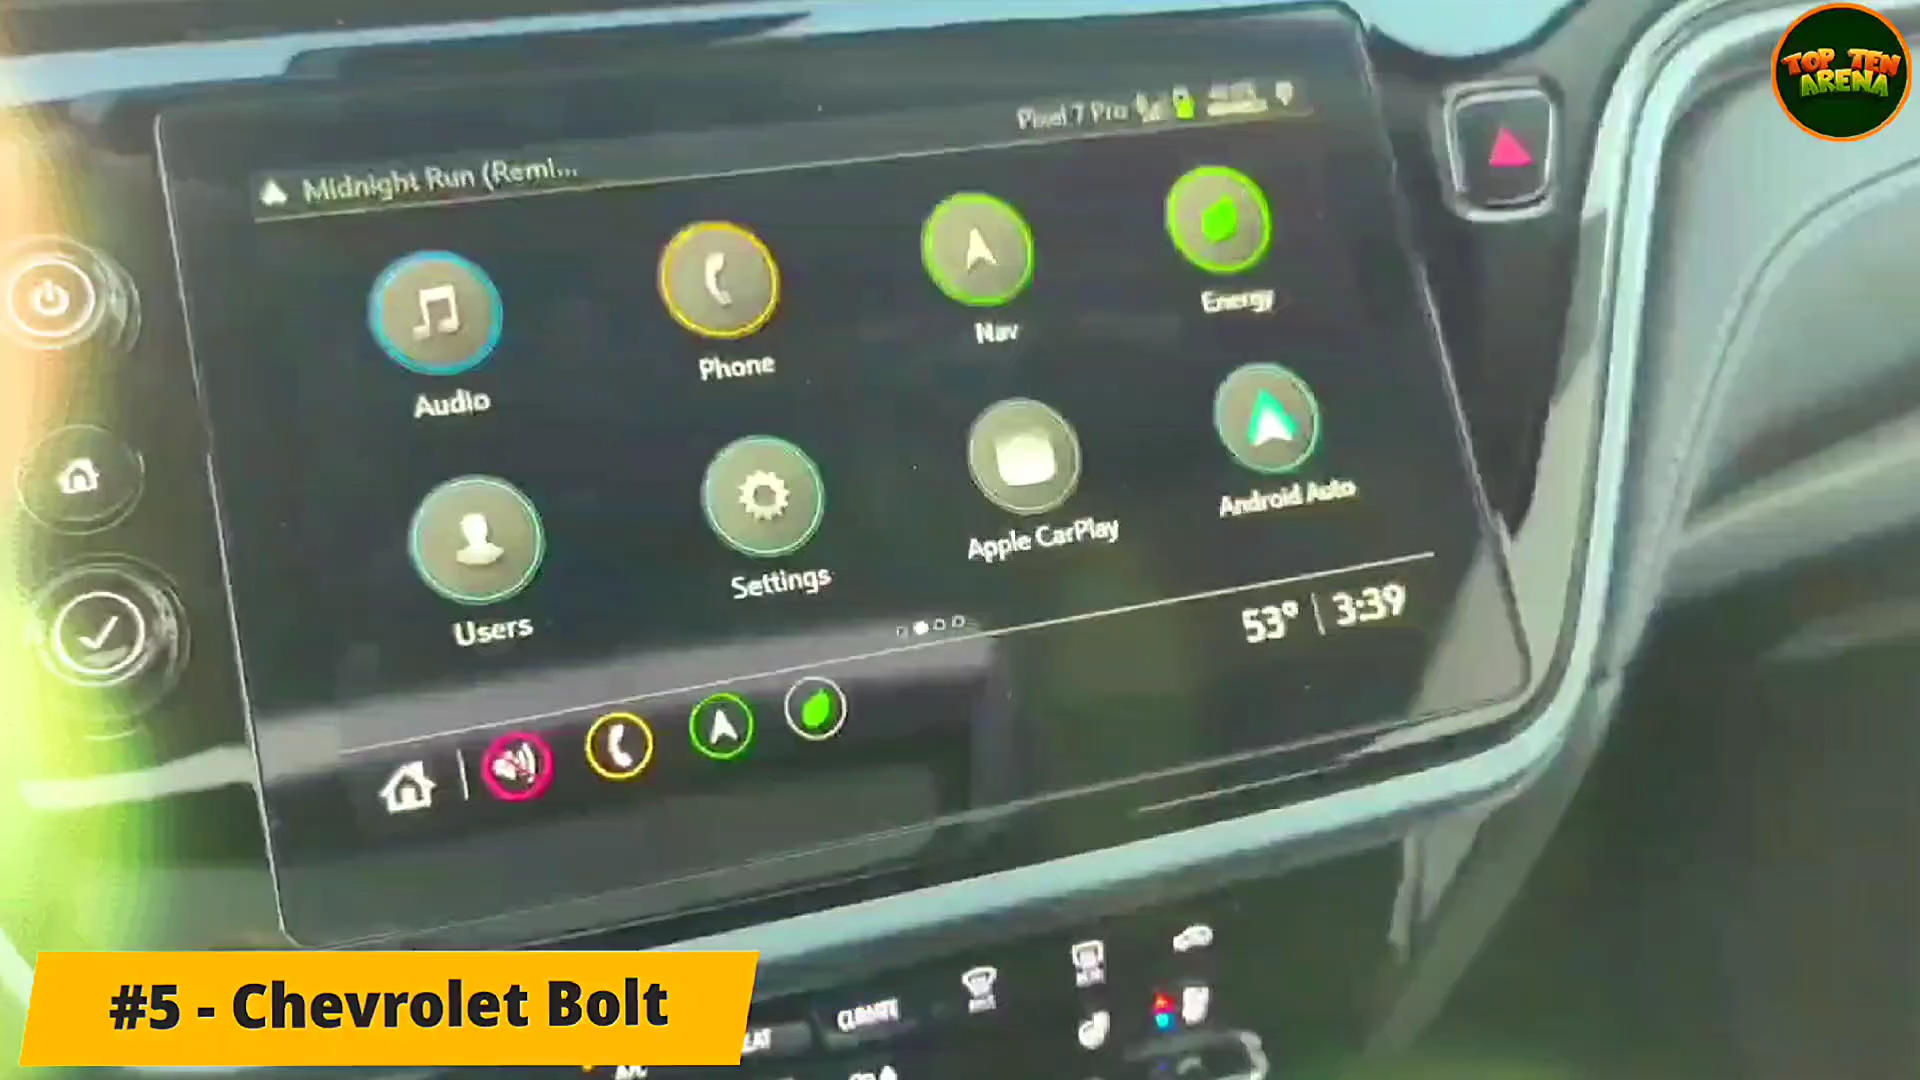 TOP TEN
ARENA
Pixel 7 Pro
Midnight Run (Remi...
Audio
Phone
Nav
Energy
Users
Settings
Apple CarPlay
Android Auto
53° | 3:39
#5 - Chevrolet Bolt
CLIMATE
A/C